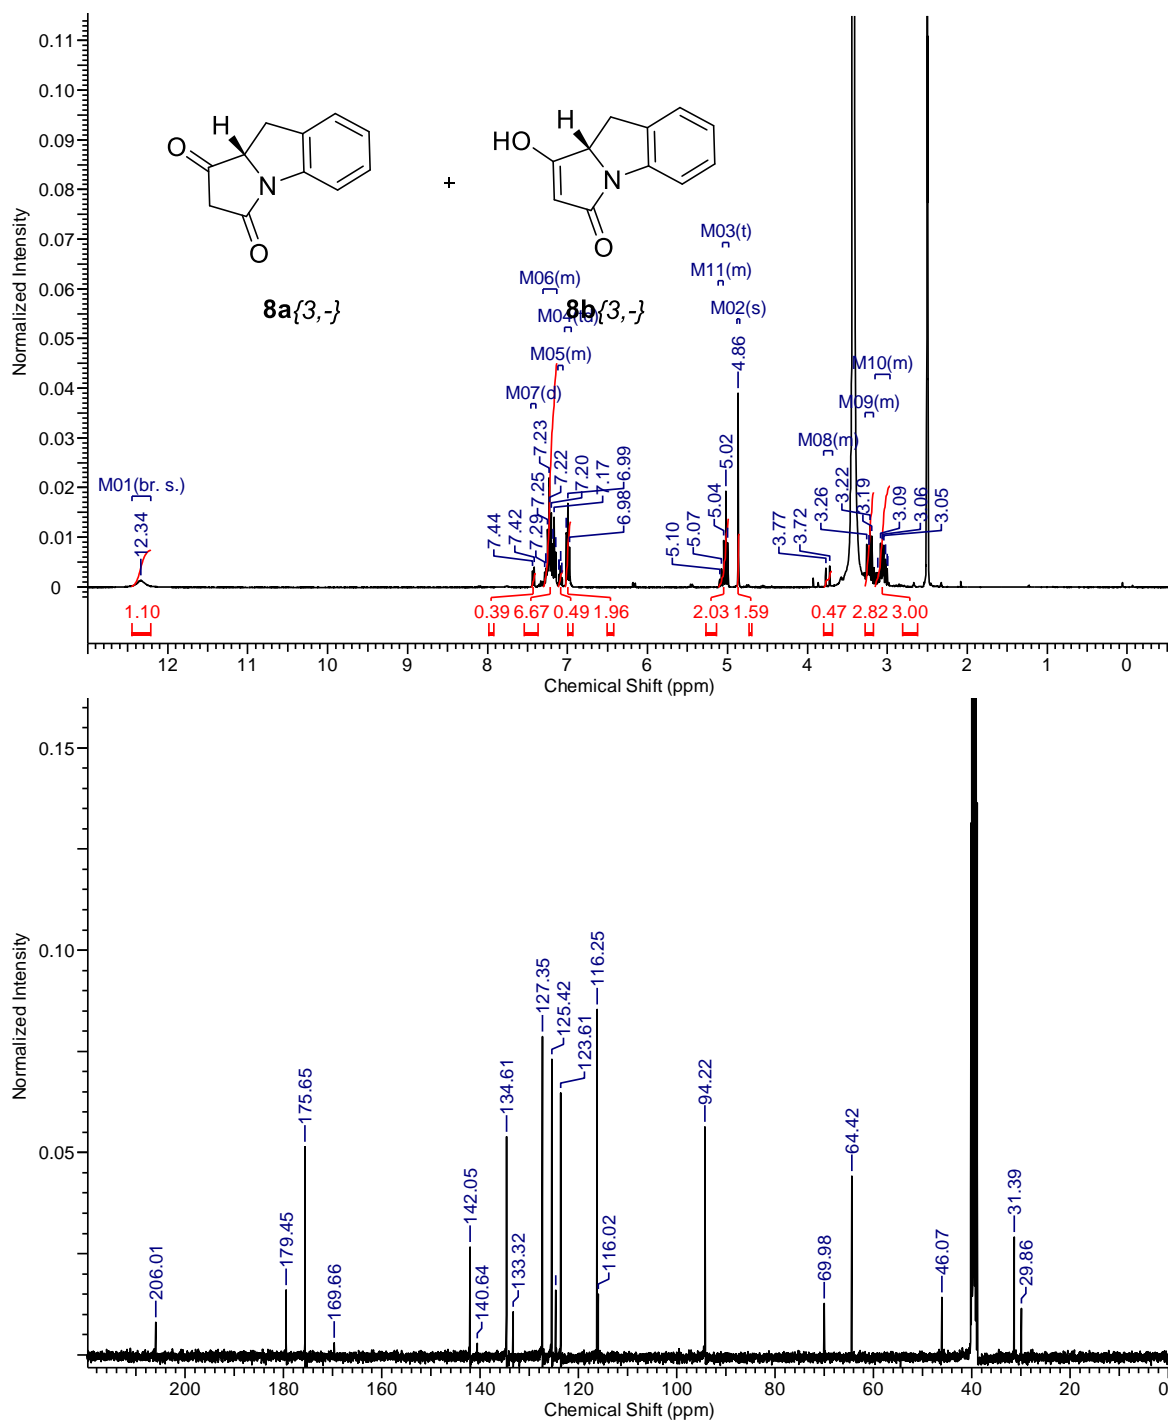 0.11
0.10
0.09
0.08
0.07
0.06
0.05
0.04
0.03
0.02
0.01
0
Normalized Intensity
H
O
N
O
+
H
HO
N
O
8a{3,-}
8b{3,-}
M03(t)
M11(m)
M06(m)
M02(s)
M04(td)
M05(m)
M10(m)
M07(d)
M09(m)
M08(m)
M01(br. s.)
12.34
7.44
7.42
7.29
7.25
7.23
7.22
7.20
7.17
6.99
6.98
5.10
5.07
5.04
5.02
4.86
3.77
3.72
3.26
3.22
3.19
3.09
3.06
3.05
1.10 0.39 6.67 0.49 1.96 2.03 1.59 0.47 2.82 3.00
12 11 10 9 8 7 6 5 4 3 2 1 0
Chemical Shift (ppm)
0.15
0.10
0.05
Normalized Intensity
206.01
179.45
175.65
169.66
142.05
140.64
134.61
133.32
127.35
125.42
123.61
116.25
116.02
94.22
69.98
64.42
46.07
31.39
29.86
200 180 160 140 120 100 80 60 40 20 0
Chemical Shift (ppm)